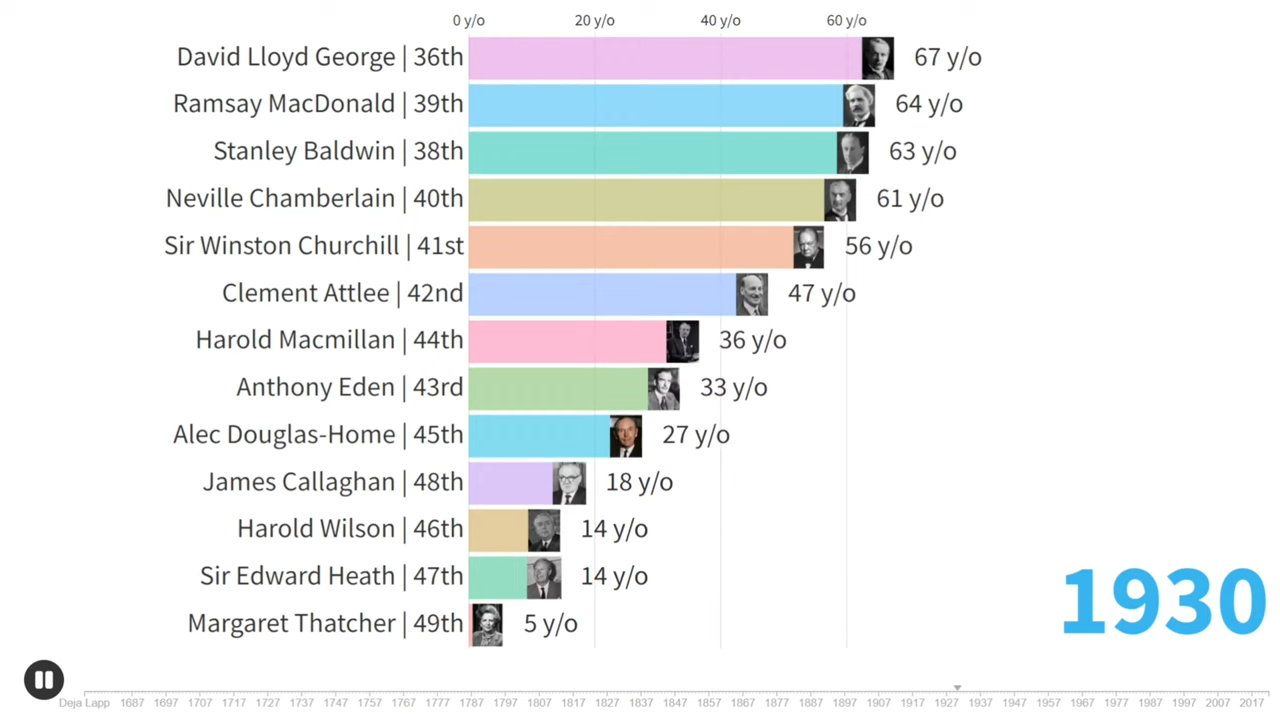 0 y/o 20 y/o 40 y/o 60 y/o
David Lloyd George | 36th 67 y/o
Ramsay MacDonald | 39th 64 y/o
Stanley Baldwin | 38th 63 y/o
Neville Chamberlain | 40th 61 y/o
Sir Winston Churchill | 41st 56 y/o
Clement Attlee | 42nd 47 y/o
Harold Macmillan | 44th 36 y/o
Anthony Eden | 43rd 33 y/o
Alec Douglas-Home | 45th 27 y/o
James Callaghan | 48th 18 y/o
Harold Wilson | 46th 14 y/o
Sir Edward Heath | 47th 14 y/o
Margaret Thatcher | 49th 5 y/o
1930
Deja Lapp 1687 1697 1707 1717 1727 1737 1747 1757 1767 1777 1787 1797 1807 1817 1827 1837 1847 1857 1867 1877 1887 1897 1907 1917 1927 1937 1947 1957 1967 1977 1987 1997 2007 2017